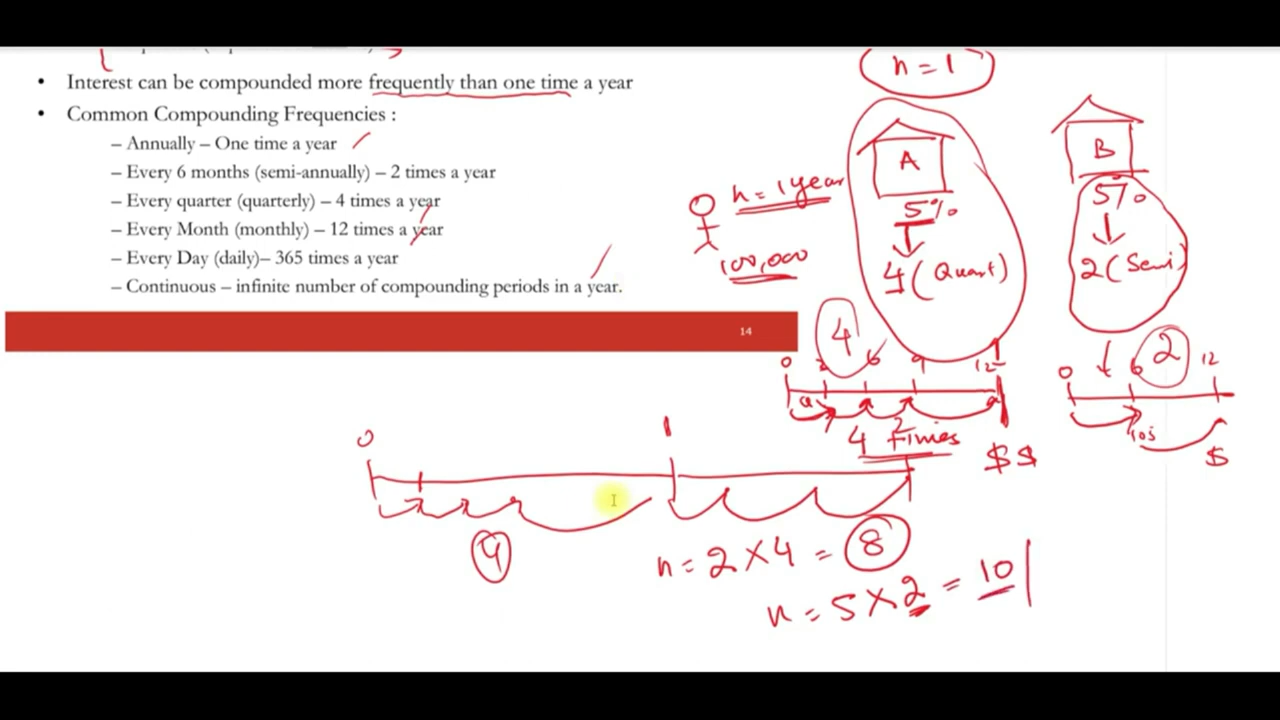 • Interest can be compounded more frequently than one time a year
• Common Compounding Frequencies :
– Annually – One time a year
– Every 6 months (semi-annually) – 2 times a year
– Every quarter (quarterly) – 4 times a year
– Every Month (monthly) – 12 times a year
– Every Day (daily)– 365 times a year
– Continuous – infinite number of compounding periods in a year.
14
n = 1
A
5%
4 (Quart)
n = 1 year
100,000
B
5%
2 (Semi)
4
0 6 9 12
4 times
$$
2
0 6 12
105
$
0 1
4
n = 2 X 4 = 8
n = 5 X 2 = 10